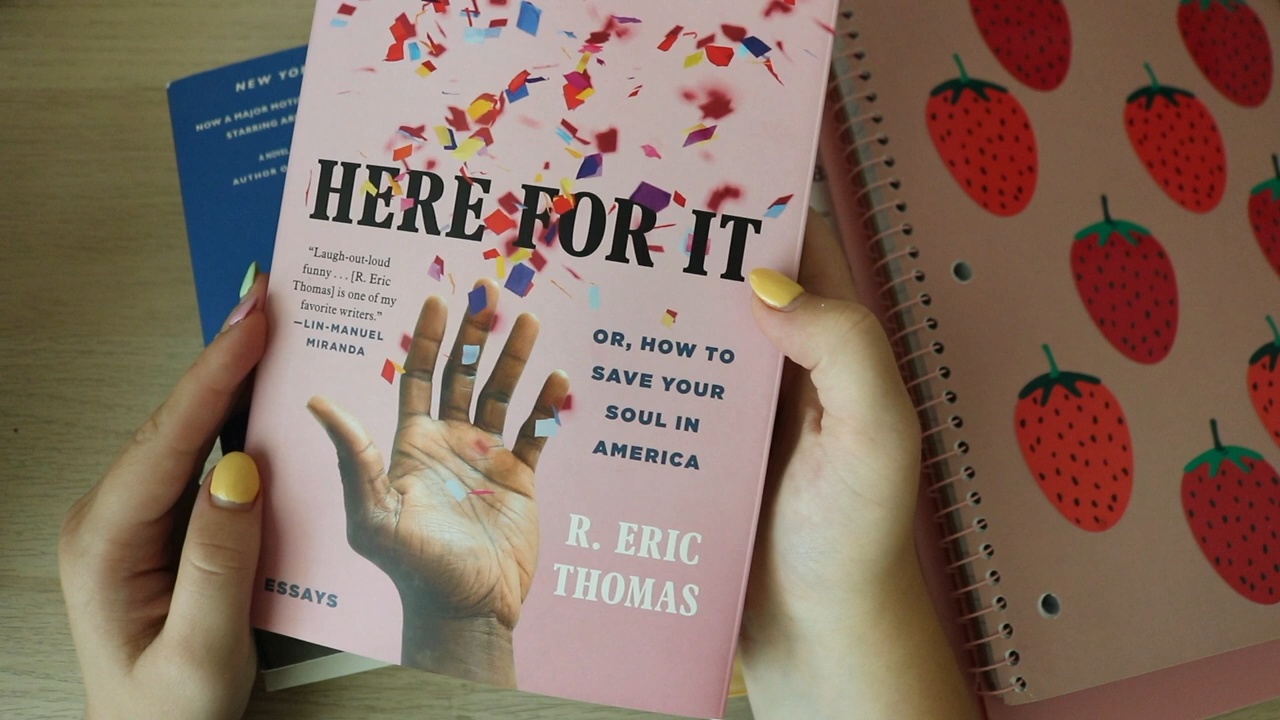 NEW YO
NOW A MAJOR MOTI
STARRING AR
A NOVEL
AUTHOR O
HERE FOR IT
“Laugh-out-loud
funny . . . [R. Eric
Thomas] is one of my
favorite writers.”
—LIN-MANUEL
MIRANDA
OR, HOW TO
SAVE YOUR
SOUL IN
AMERICA
R. ERIC
THOMAS
ESSAYS